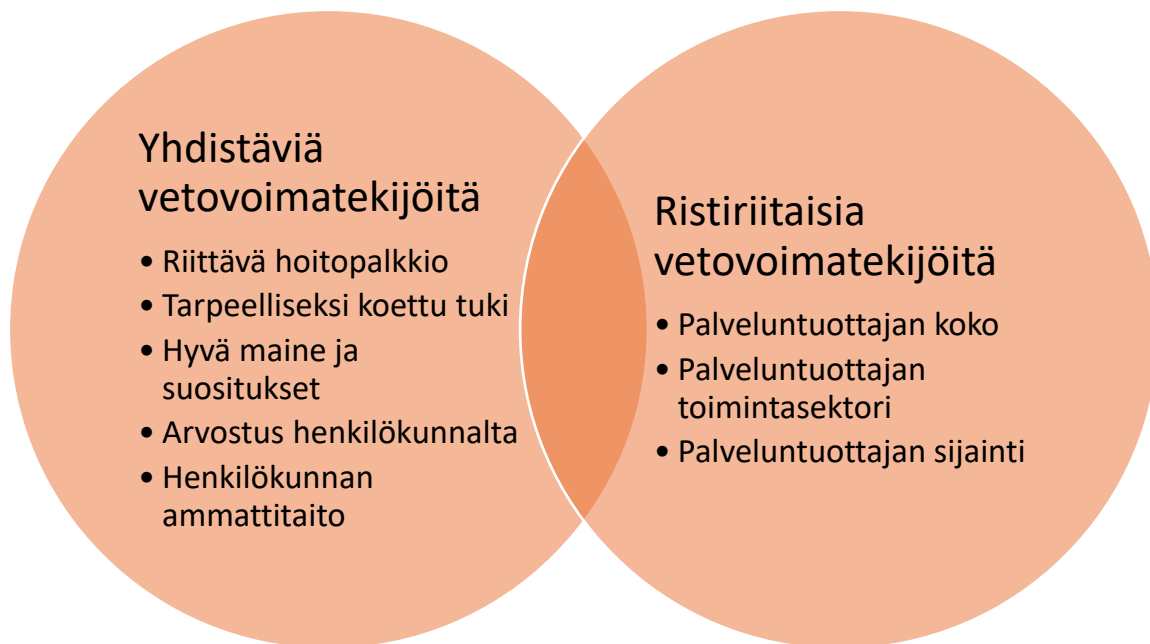 Yhdistäviä
vetovoimatekijöitä
• Riittävä hoitopalkkio
• Tarpeelliseksi koettu tuki
• Hyvä maine ja
suositukset
• Arvostus henkilökunnalta
• Henkilökunnan
ammattitaito
Ristiriitaisia
vetovoimatekijöitä
• Palveluntuottajan koko
• Palveluntuottajan
toimintasektori
• Palveluntuottajan sijainti